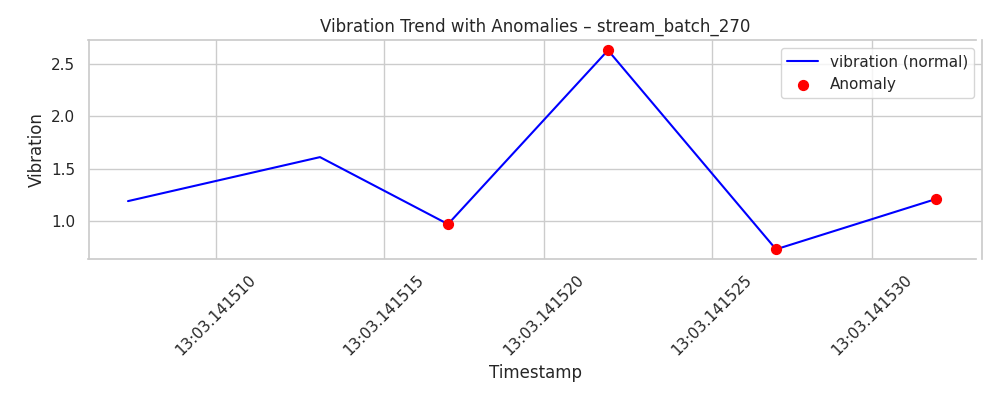 Vibration Trend with Anomalies – stream_batch_270
vibration (normal)
Anomaly
Vibration
2.5
2.0
1.5
1.0
13:03.141510
13:03.141515
13:03.141520
13:03.141525
13:03.141530
Timestamp